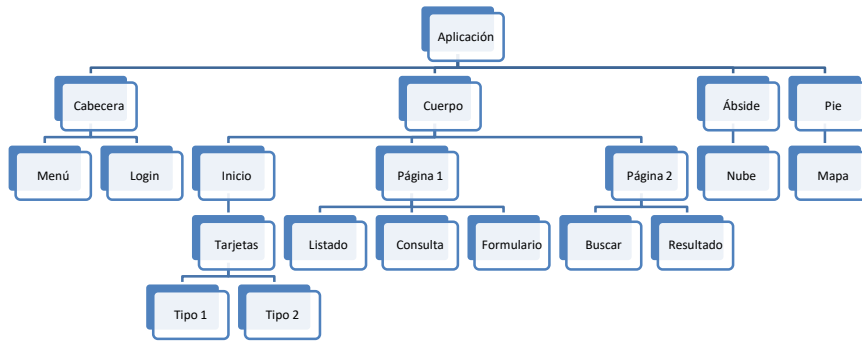 Aplicación
Cabecera
Cuerpo
Ábside
Pie
Menú
Login
Inicio
Página 1
Página 2
Nube
Mapa
Tarjetas
Listado
Consulta
Formulario
Buscar
Resultado
Tipo 1
Tipo 2